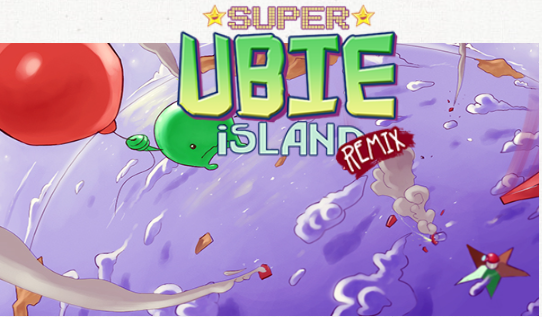 SUPER
UBIE
iSLAND
REMIX